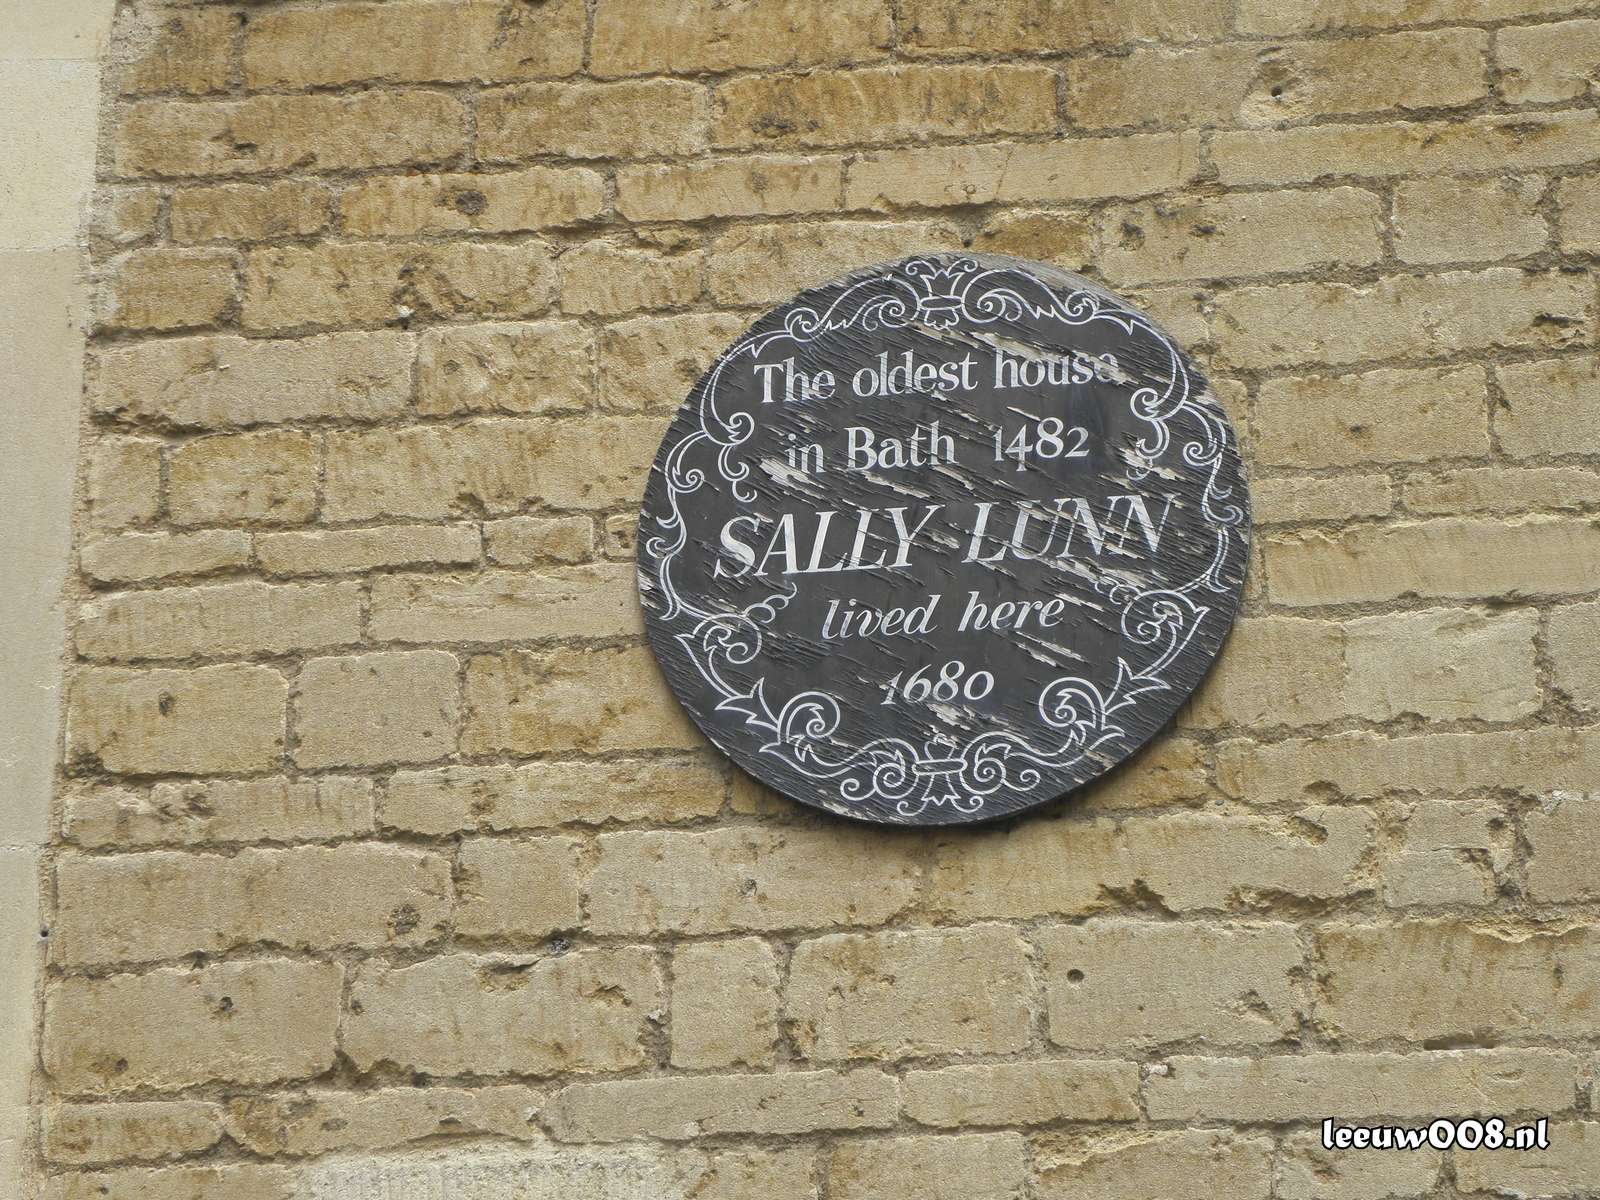 The oldest house
in Bath 1482
SALLY LUNN
lived here
1680
leeuw008.nl